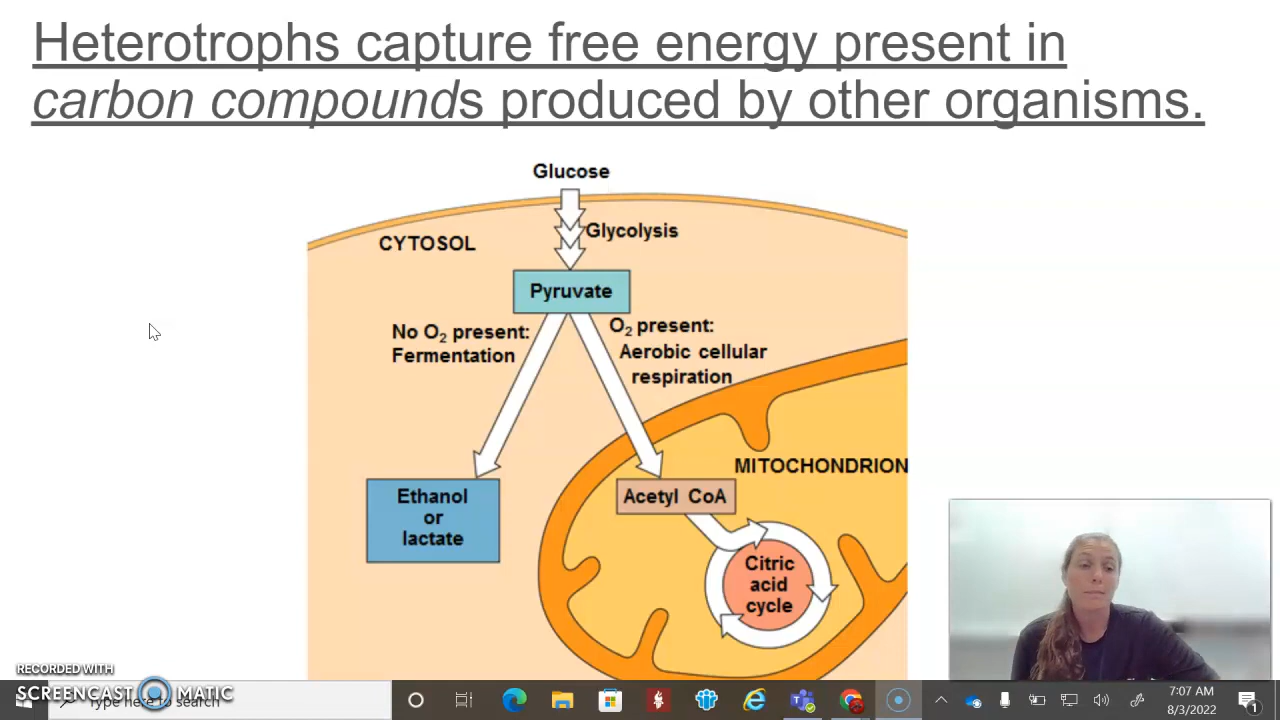 Heterotrophs capture free energy present in
carbon compounds produced by other organisms.
Glucose
Glycolysis
CYTOSOL
Pyruvate
No O₂ present:
Fermentation
O₂ present:
Aerobic cellular
respiration
MITOCHONDRION
Ethanol
or
lactate
Acetyl CoA
Citric
acid
cycle
RECORDED WITH
SCREENCAST MATIC
Type here to search
7:07 AM
8/3/2022
1